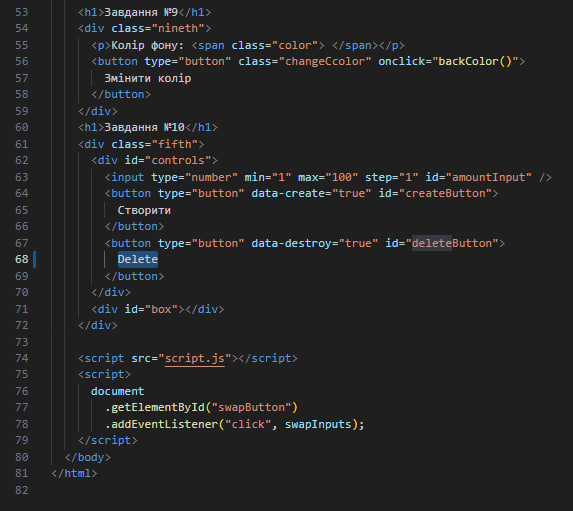 53 <h1>Завдання №9</h1>
54 <div class="nineth">
55 <p>Колір фону: <span class="color"> </span></p>
56 <button type="button" class="changeCcolor" onclick="backColor()">
57 Змінити колір
58 </button>
59 </div>
60 <h1>Завдання №10</h1>
61 <div class="fifth">
62 <div id="controls">
63 <input type="number" min="1" max="100" step="1" id="amountInput" />
64 <button type="button" data-create="true" id="createButton">
65 Створити
66 </button>
67 <button type="button" data-destroy="true" id="deleteButton">
68 Delete
69 </button>
70 </div>
71 <div id="box"></div>
72 </div>
73
74 <script src="script.js"></script>
75 <script>
76 document
77 .getElementById("swapButton")
78 .addEventListener("click", swapInputs);
79 </script>
80 </body>
81 </html>
82